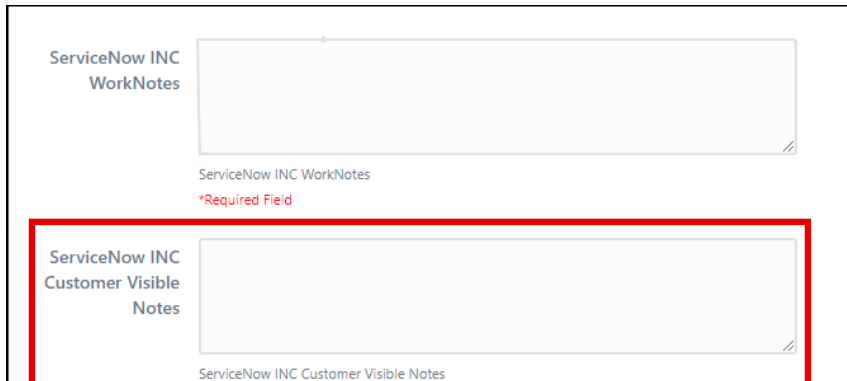 ServiceNow INC
WorkNotes
ServiceNow INC WorkNotes
*Required Field
ServiceNow INC
Customer Visible
Notes
ServiceNow INC Customer Visible Notes